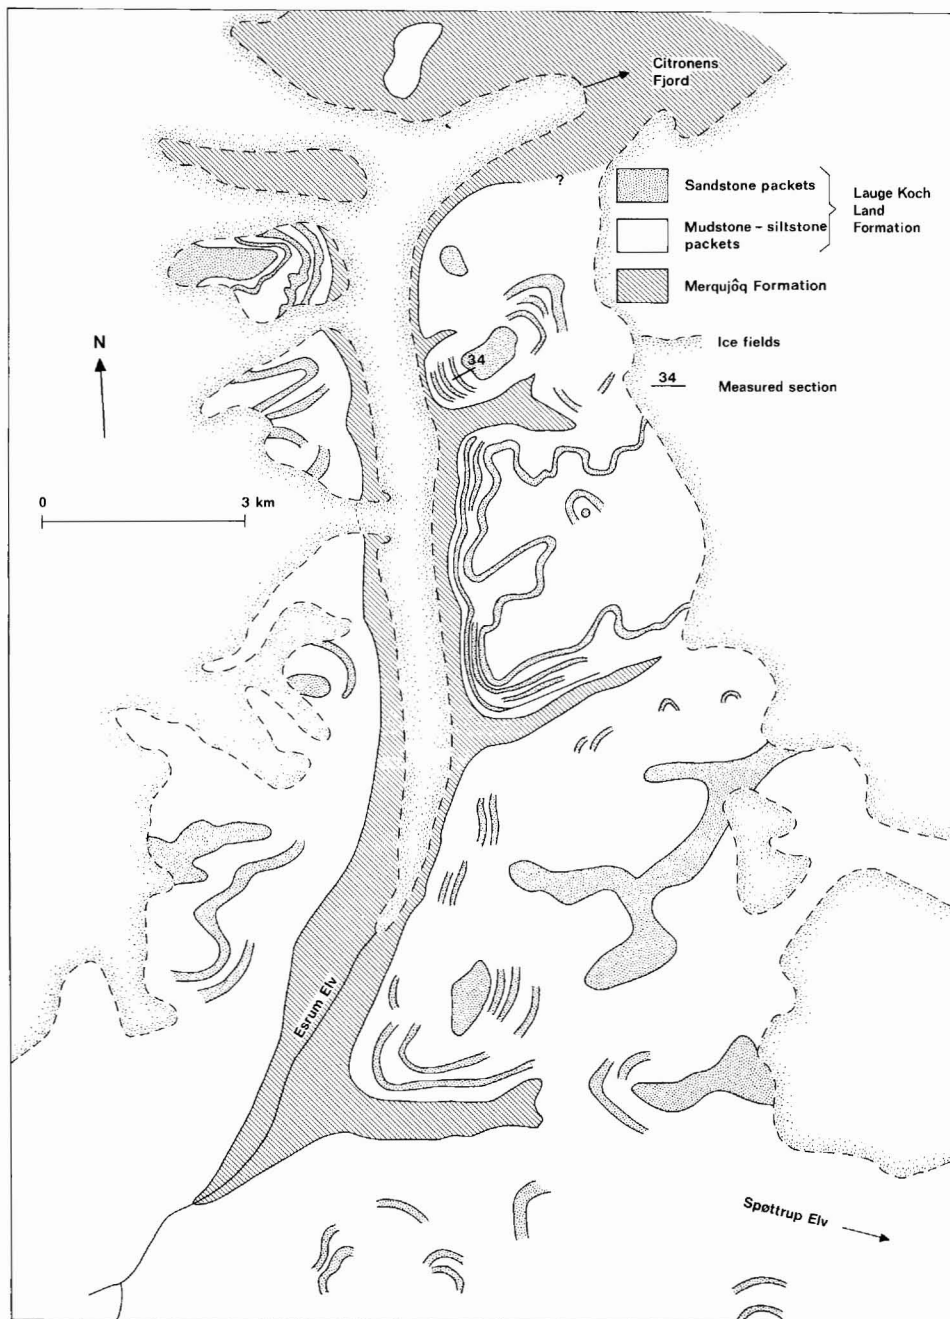 Citronens
Fjord
?
Sandstone packets
Mudstone – siltstone
packets
Lauge Koch
Land
Formation
Merqujôq Formation
Ice fields
34
Measured section
34
N
0 3 km
Esrum Elv
Spøttrup Elv